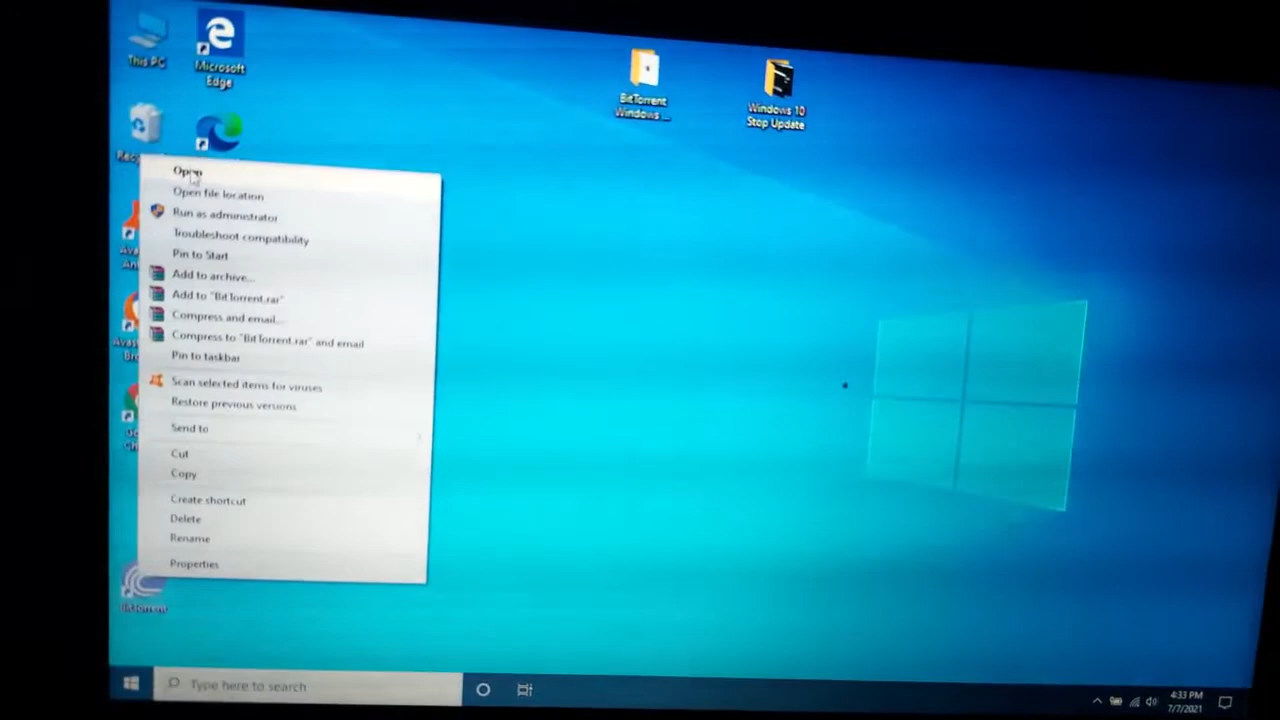 This PC
Microsoft
Edge
BitTorrent
Windows ...
Windows 10
Stop Update
Open
Open file location
Run as administrator
Troubleshoot compatibility
Pin to Start
Add to archive...
Add to "BitTorrent.rar"
Compress and email...
Compress to "BitTorrent.rar" and email
Pin to taskbar
Scan selected items for viruses
Restore previous versions
Send to
Cut
Copy
Create shortcut
Delete
Rename
Properties
BitTorrent
Type here to search
4:33 PM
7/7/2021